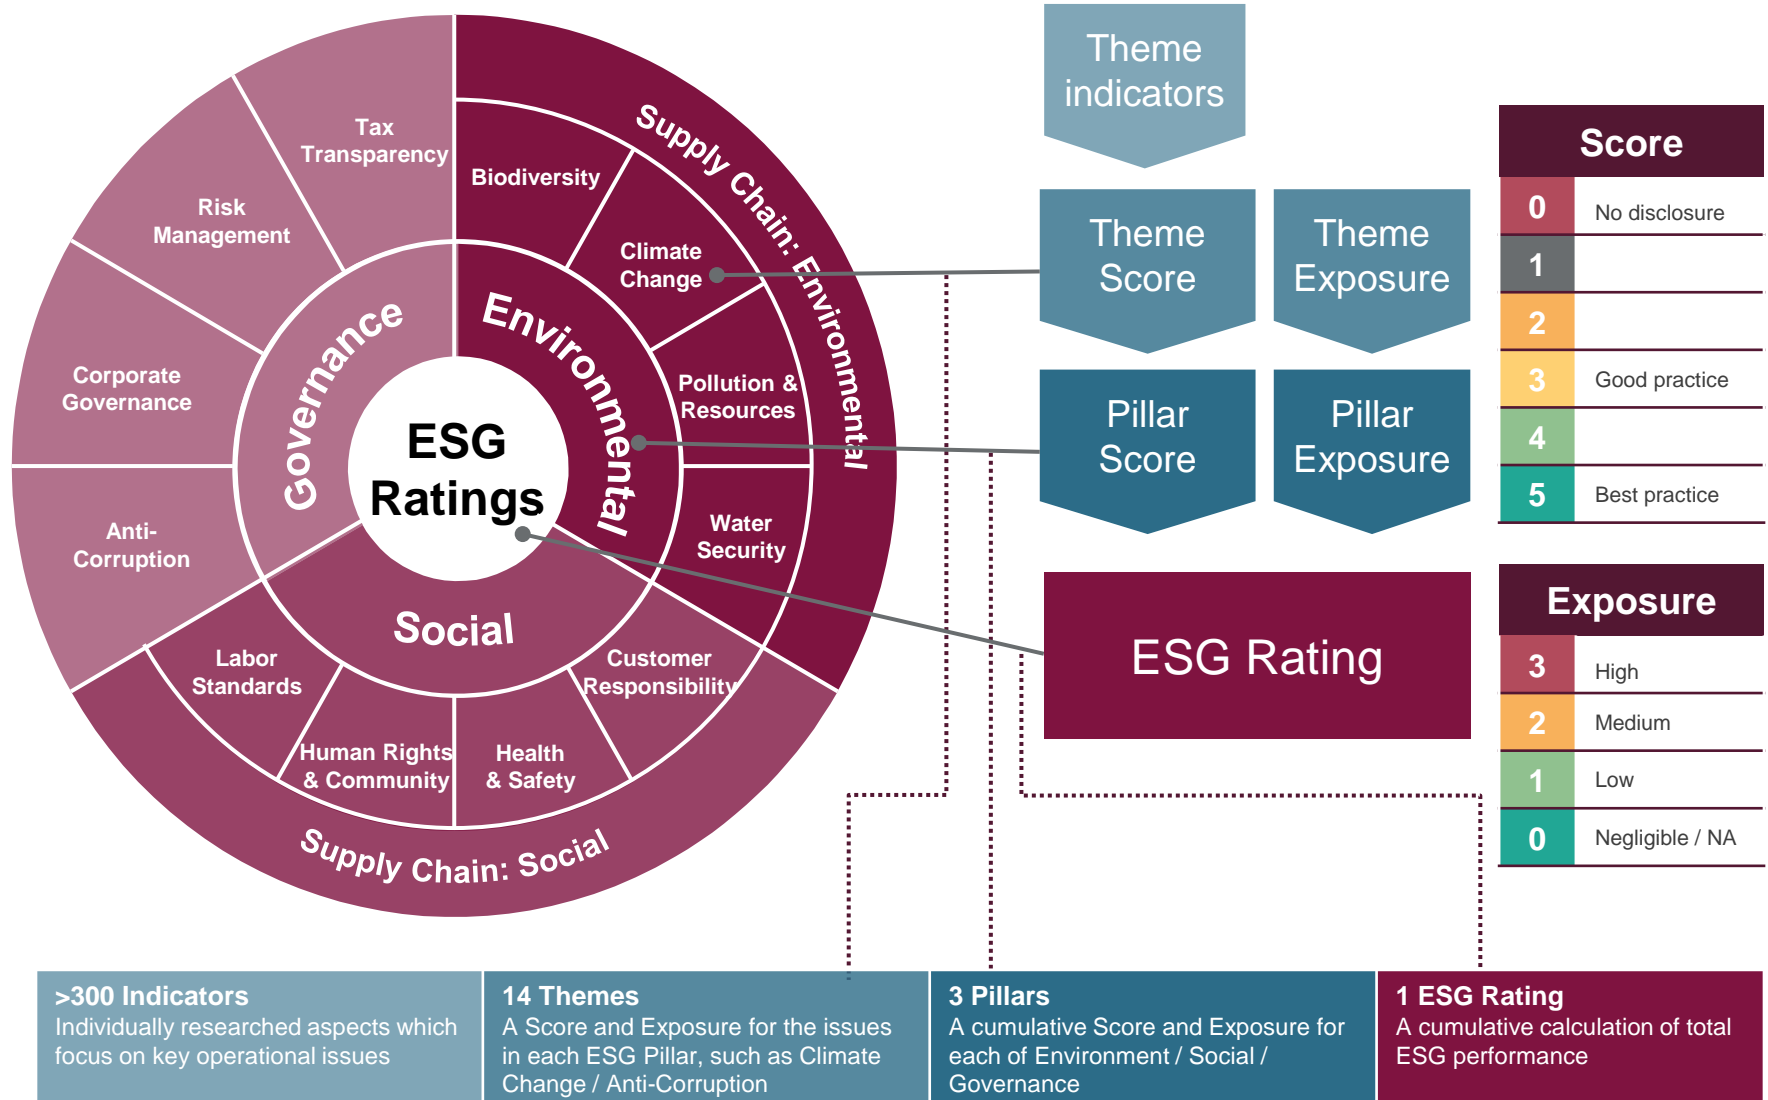 Tax
Transparency
Risk
Management
Corporate
Governance
Anti-
Corruption
Governance
Supply Chain: Environmental
Biodiversity
Climate
Change
Pollution &
Resources
Water
Security
Environmental
ESG
Ratings
Social
Labor
Standards
Human Rights
& Community
Health
& Safety
Customer
Responsibility
Supply Chain: Social
Theme
indicators
Theme
Score
Theme
Exposure
Pillar
Score
Pillar
Exposure
ESG Rating
Score
0 No disclosure
1
2
3 Good practice
4
5 Best practice
Exposure
3 High
2 Medium
1 Low
0 Negligible / NA
>300 Indicators
Individually researched aspects which
focus on key operational issues
14 Themes
A Score and Exposure for the issues
in each ESG Pillar, such as Climate
Change / Anti-Corruption
3 Pillars
A cumulative Score and Exposure for
each of Environment / Social /
Governance
1 ESG Rating
A cumulative calculation of total
ESG performance